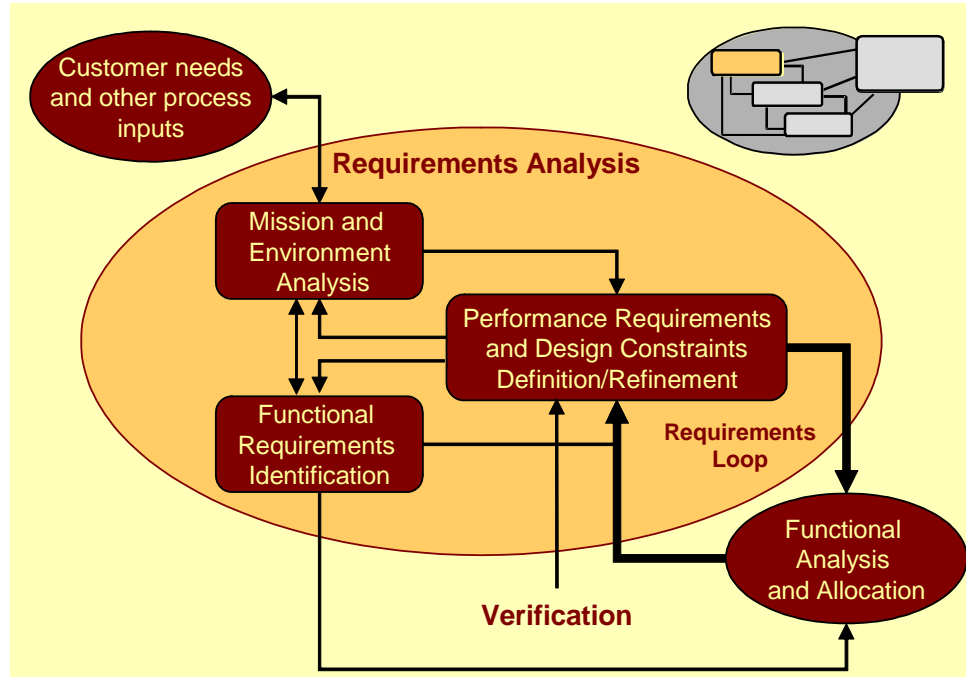 Customer needs
and other process
inputs
Requirements Analysis
Mission and
Environment
Analysis
Performance Requirements
and Design Constraints
Definition/Refinement
Functional
Requirements
Identification
Requirements
Loop
Functional
Analysis
and Allocation
Verification